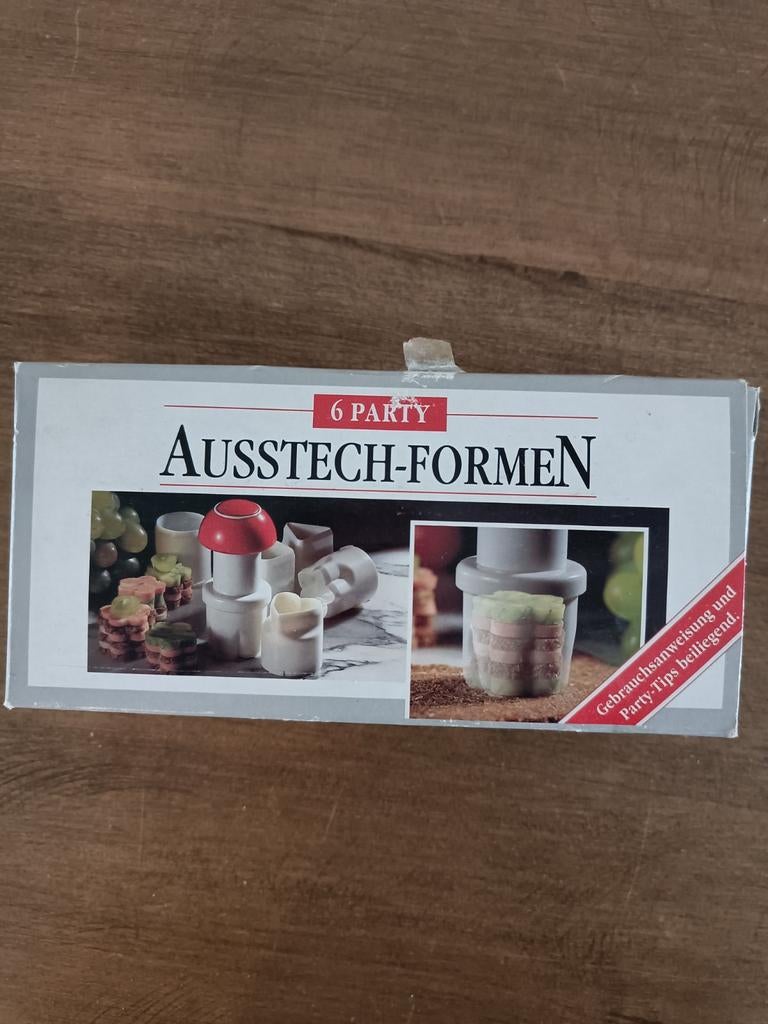 6 PARTY
AUSSTECH-FORMEN
Gebrauchsanweisung und
Party-Tips beiliegend.